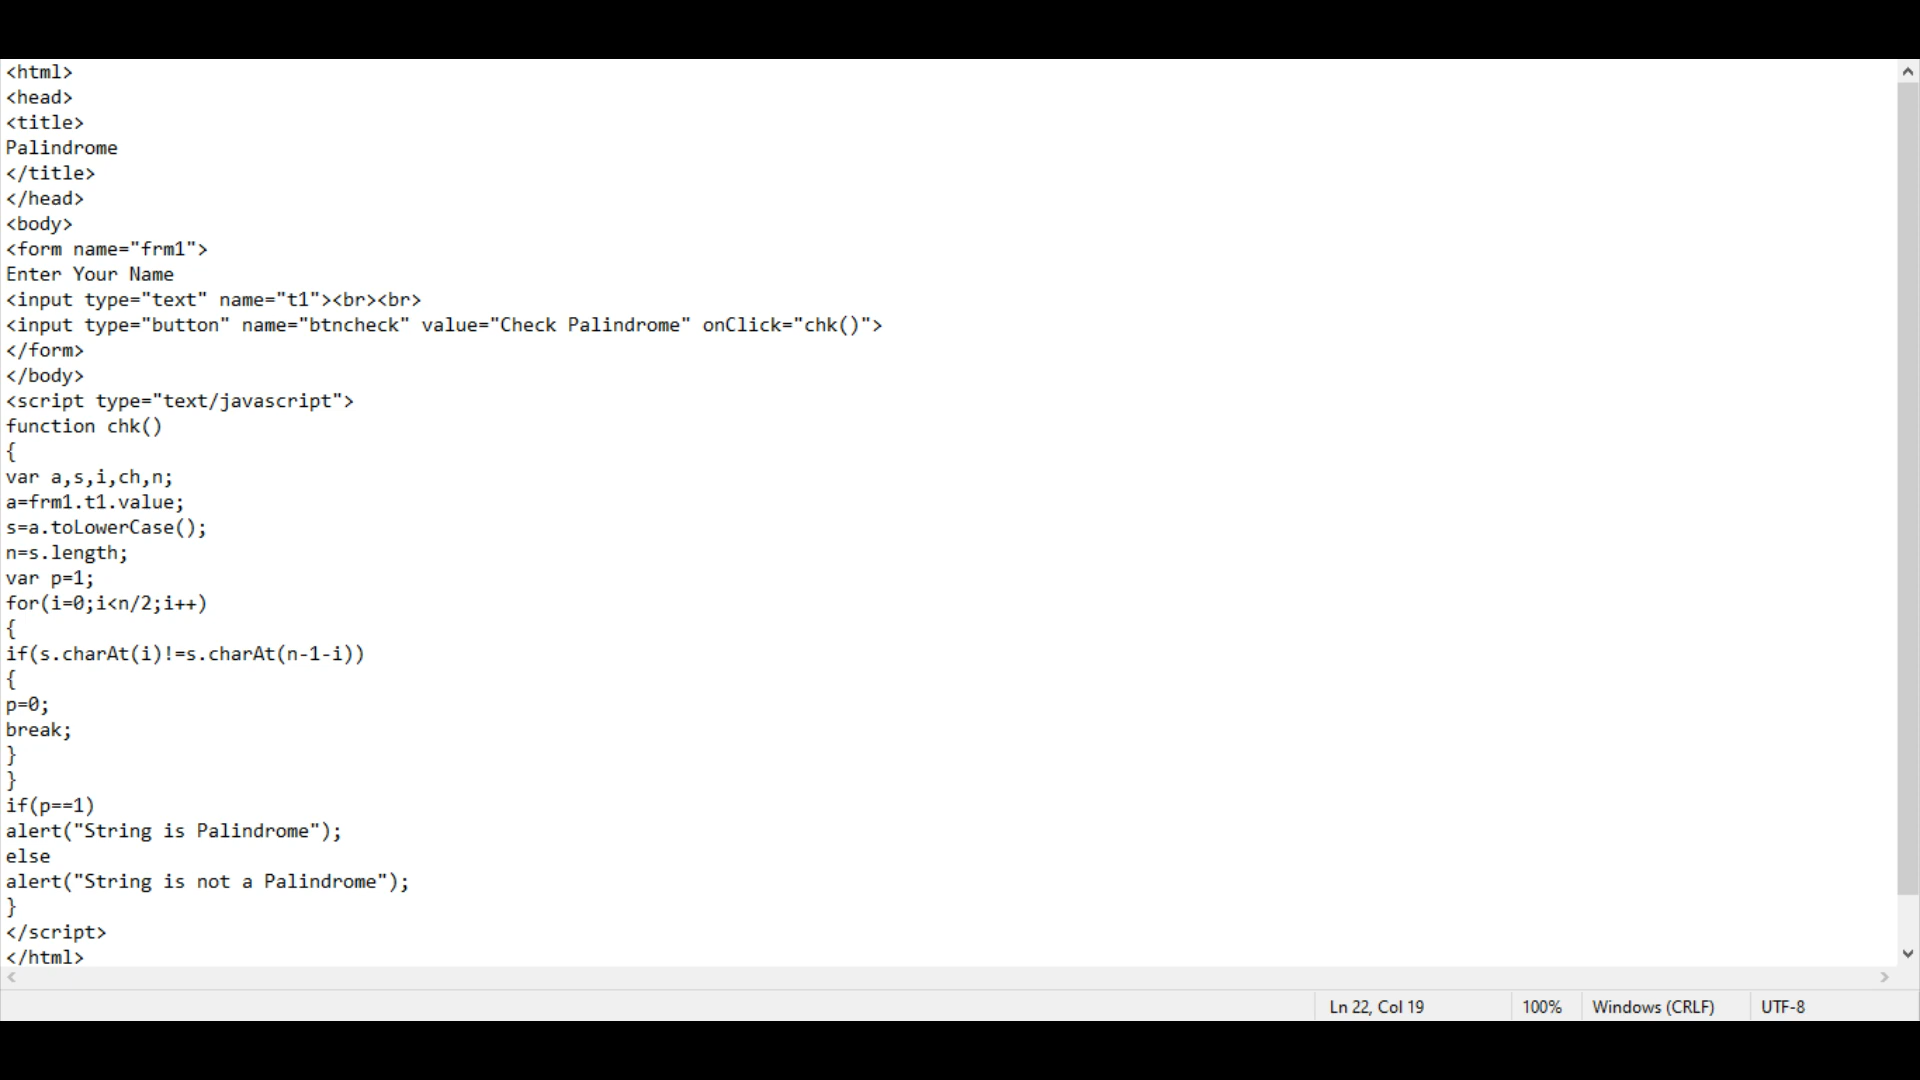 <html>
<head>
<title>
Palindrome
</title>
</head>
<body>
<form name="frm1">
Enter Your Name
<input type="text" name="t1"><br><br>
<input type="button" name="btncheck" value="Check Palindrome" onClick="chk()">
</form>
</body>
<script type="text/javascript">
function chk()
{
var a,s,i,ch,n;
a=frm1.t1.value;
s=a.toLowerCase();
n=s.length;
var p=1;
for(i=0;i<n/2;i++)
{
if(s.charAt(i)!=s.charAt(n-1-i))
{
p=0;
break;
}
}
if(p==1)
alert("String is Palindrome");
else
alert("String is not a Palindrome");
}
</script>
</html>
Ln 22, Col 19 100% Windows (CRLF) UTF-8